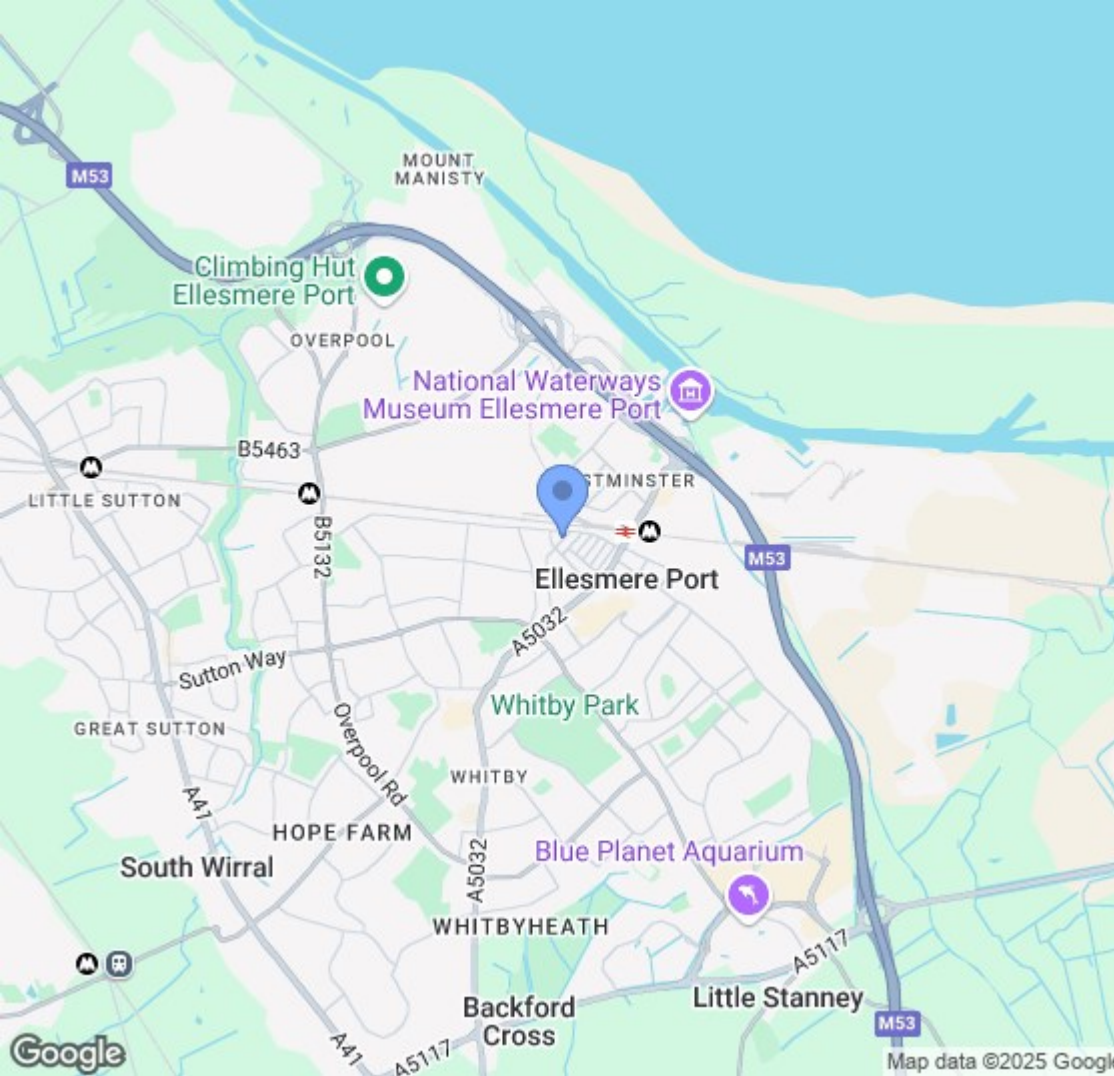 MOUNT
MANISTY
M53
Climbing Hut
Ellesmere Port
OVERPOOL
National Waterways
Museum Ellesmere Port
B5463
LITTLE SUTTON
STMINSTER
B5132
M53
Ellesmere Port
A5032
Sutton Way
Whitby Park
GREAT SUTTON
Overpool Rd
WHITBY
A41
HOPE FARM
Blue Planet Aquarium
South Wirral
A5032
WHITBYHEATH
A5117
Backford
Cross
Little Stanney
M53
A41
A5117
Google
Map data ©2025 Google